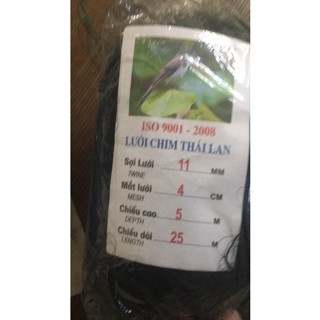 ISO 9001 - 2008
LƯỚI CHIM THÁI LAN
Sợi Lưới 11 MM
TWINE
Mắt lưới 4 CM
MESH
Chiều cao 5 M
DEPTH
Chiều dài 25 M
LENGTH